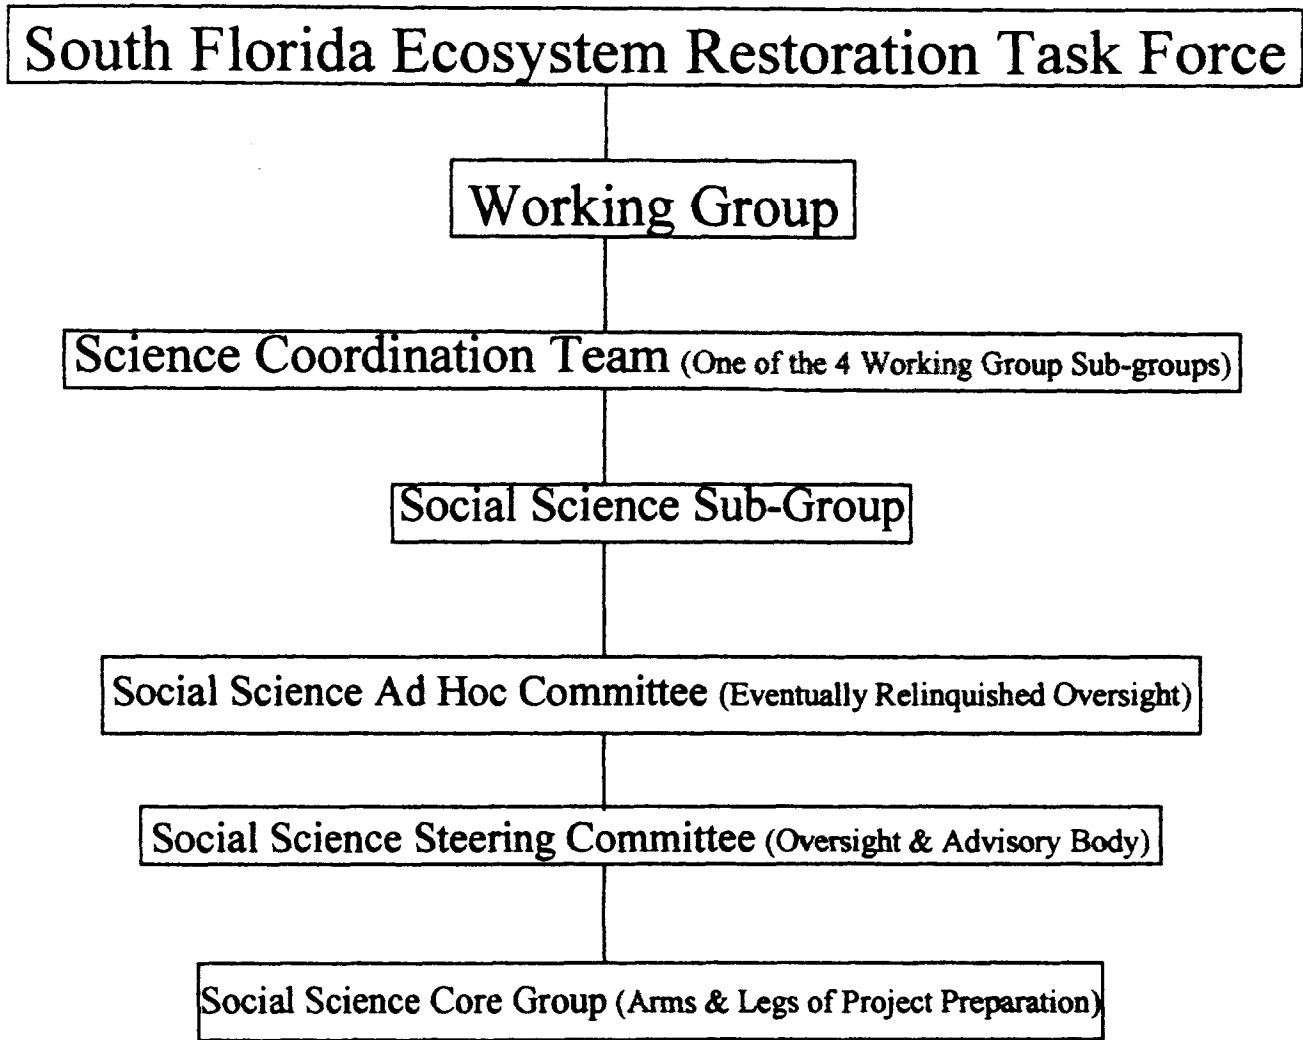 South Florida Ecosystem Restoration Task Force
Working Group
Science Coordination Team (One of the 4 Working Group Sub-groups)
Social Science Sub-Group
Social Science Ad Hoc Committee (Eventually Relinquished Oversight)
Social Science Steering Committee (Oversight & Advisory Body)
Social Science Core Group (Arms & Legs of Project Preparation)